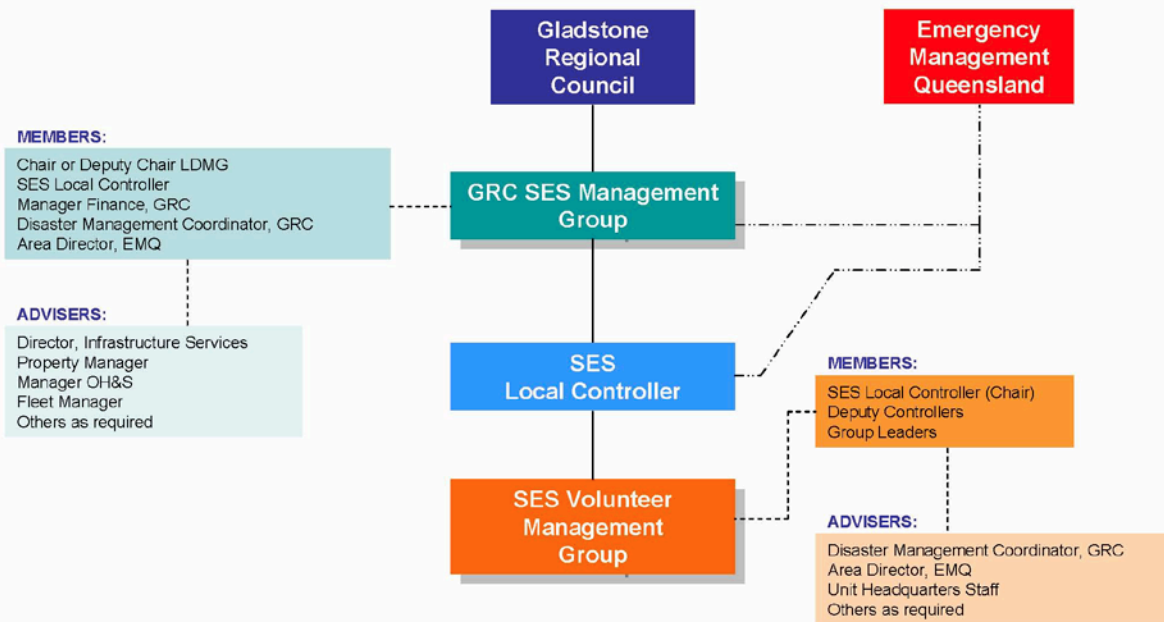 Gladstone
Regional
Council
Emergency
Management
Queensland
MEMBERS:
Chair or Deputy Chair LDMG
SES Local Controller
Manager Finance, GRC
Disaster Management Coordinator, GRC
Area Director, EMQ
GRC SES Management
Group
ADVISERS:
Director, Infrastructure Services
Property Manager
Manager OH&S
Fleet Manager
Others as required
SES
Local Controller
MEMBERS:
SES Local Controller (Chair)
Deputy Controllers
Group Leaders
SES Volunteer
Management
Group
ADVISERS:
Disaster Management Coordinator, GRC
Area Director, EMQ
Unit Headquarters Staff
Others as required